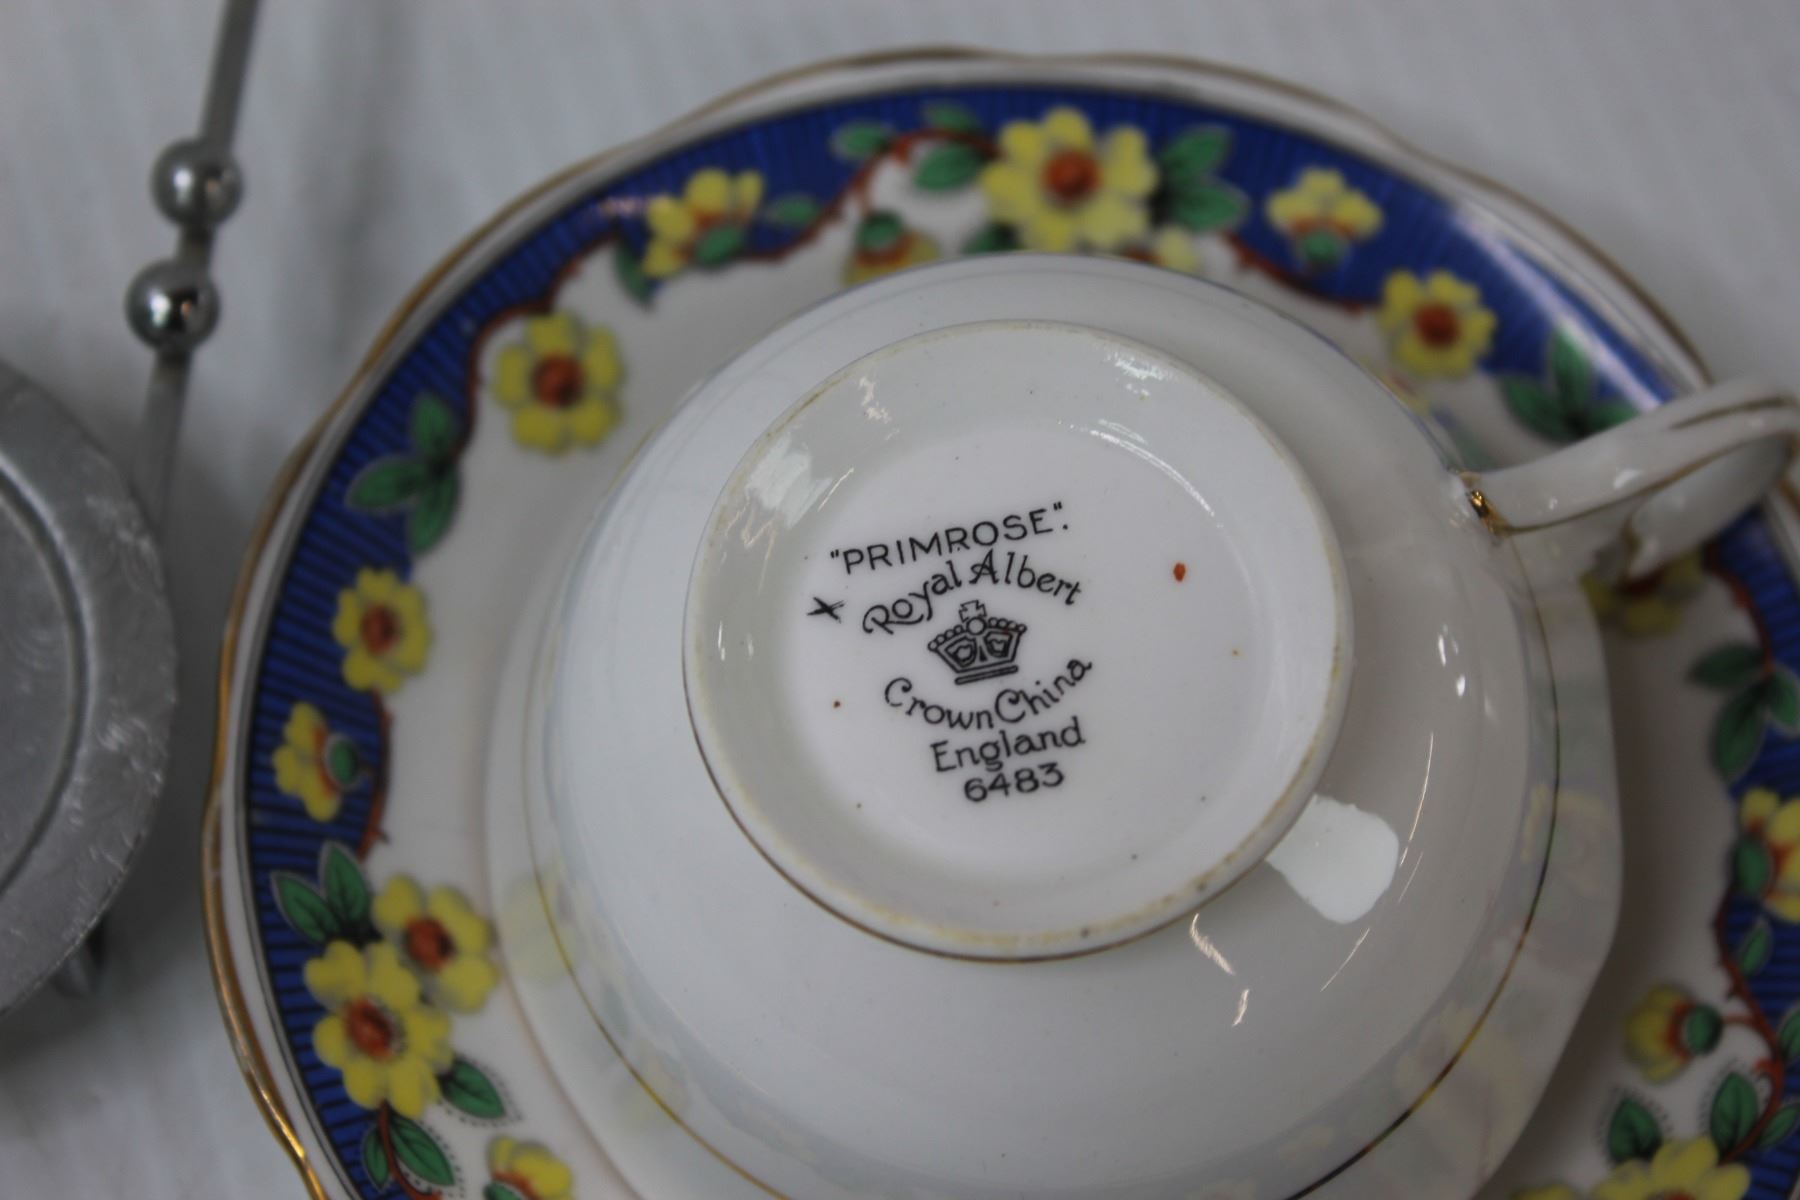 "PRIMROSE".
X
Royal Albert
Crown China
England
6483